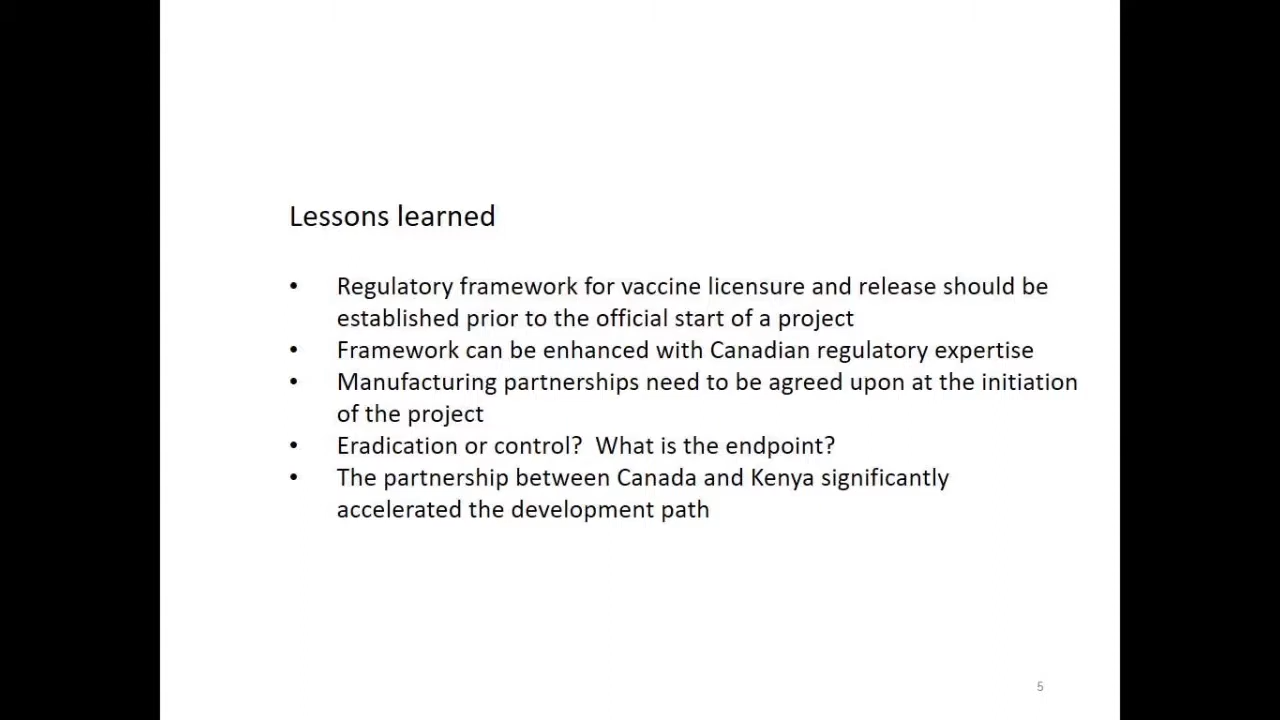 Lessons learned
• Regulatory framework for vaccine licensure and release should be
established prior to the official start of a project
• Framework can be enhanced with Canadian regulatory expertise
• Manufacturing partnerships need to be agreed upon at the initiation
of the project
• Eradication or control?  What is the endpoint?
• The partnership between Canada and Kenya significantly
accelerated the development path
5